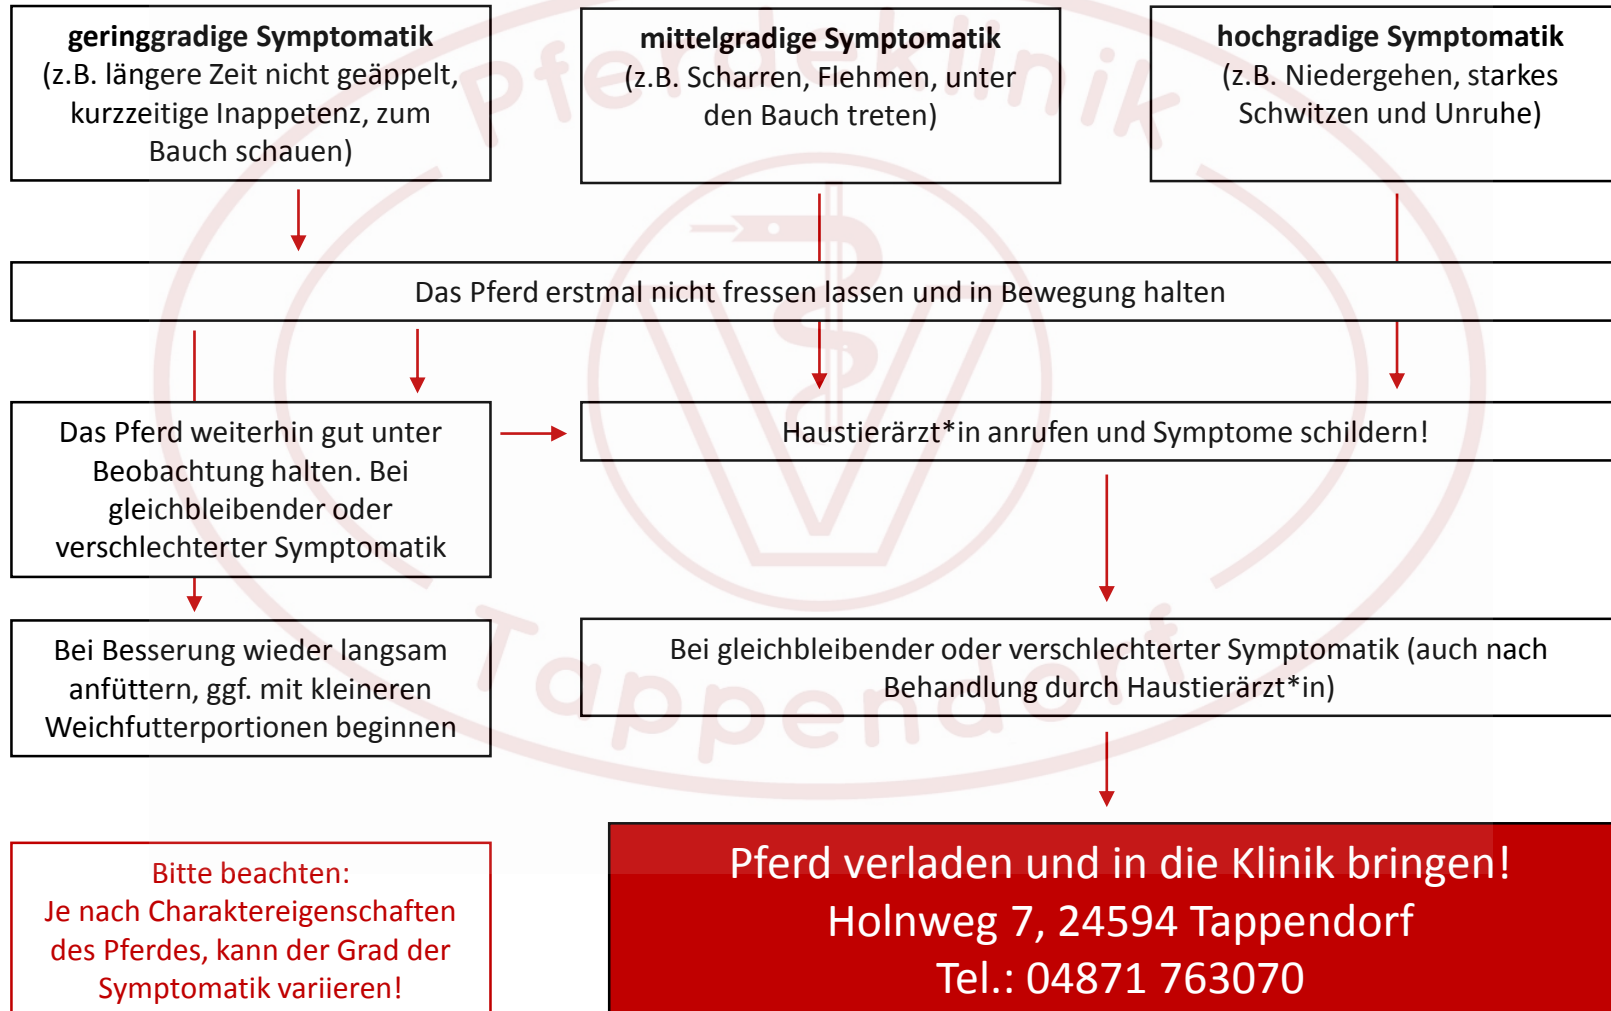 geringgradige Symptomatik
(z.B. längere Zeit nicht geäppelt,
kurzzeitige Inappetenz, zum
Bauch schauen)
mittelgradige Symptomatik
(z.B. Scharren, Flehmen, unter
den Bauch treten)
hochgradige Symptomatik
(z.B. Niedergehen, starkes
Schwitzen und Unruhe)
Das Pferd erstmal nicht fressen lassen und in Bewegung halten
Das Pferd weiterhin gut unter
Beobachtung halten. Bei
gleichbleibender oder
verschlechterter Symptomatik
Haustierärzt*in anrufen und Symptome schildern!
Bei Besserung wieder langsam
anfüttern, ggf. mit kleineren
Weichfutterportionen beginnen
Bei gleichbleibender oder verschlechterter Symptomatik (auch nach
Behandlung durch Haustierärzt*in)
Bitte beachten:
Je nach Charaktereigenschaften
des Pferdes, kann der Grad der
Symptomatik variieren!
Pferd verladen und in die Klinik bringen!
Holnweg 7, 24594 Tappendorf
Tel.: 04871 763070
Pferdeklinik
Tappendorf